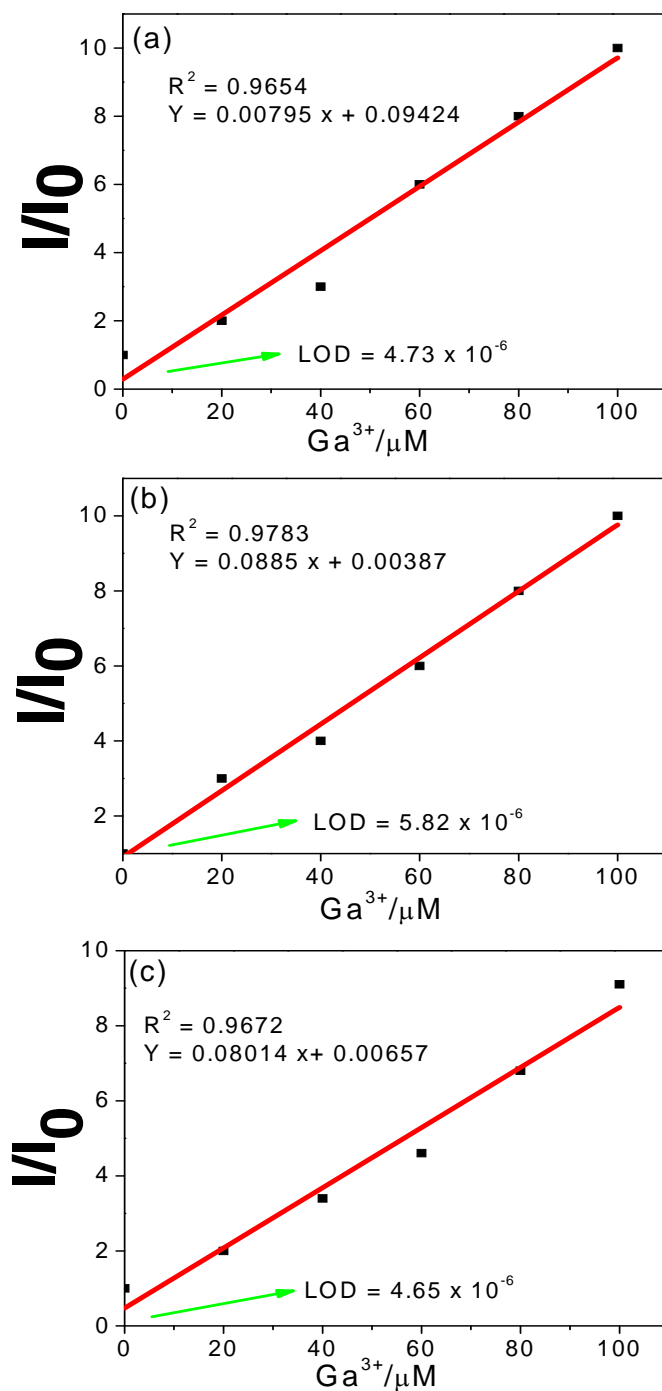 (a)
R² = 0.9654
Y = 0.00795 x + 0.09424
10
8
6
4
2
0
I/I0
LOD = 4.73 x 10⁻⁶
0 20 40 60 80 100
Ga³⁺/μM
(b)
R² = 0.9783
Y = 0.0885 x + 0.00387
10
8
6
4
2
I/I0
LOD = 5.82 x 10⁻⁶
0 20 40 60 80 100
Ga³⁺/μM
(c)
R² = 0.9672
Y = 0.08014 x+ 0.00657
10
8
6
4
2
0
I/I0
LOD = 4.65 x 10⁻⁶
0 20 40 60 80 100
Ga³⁺/μM